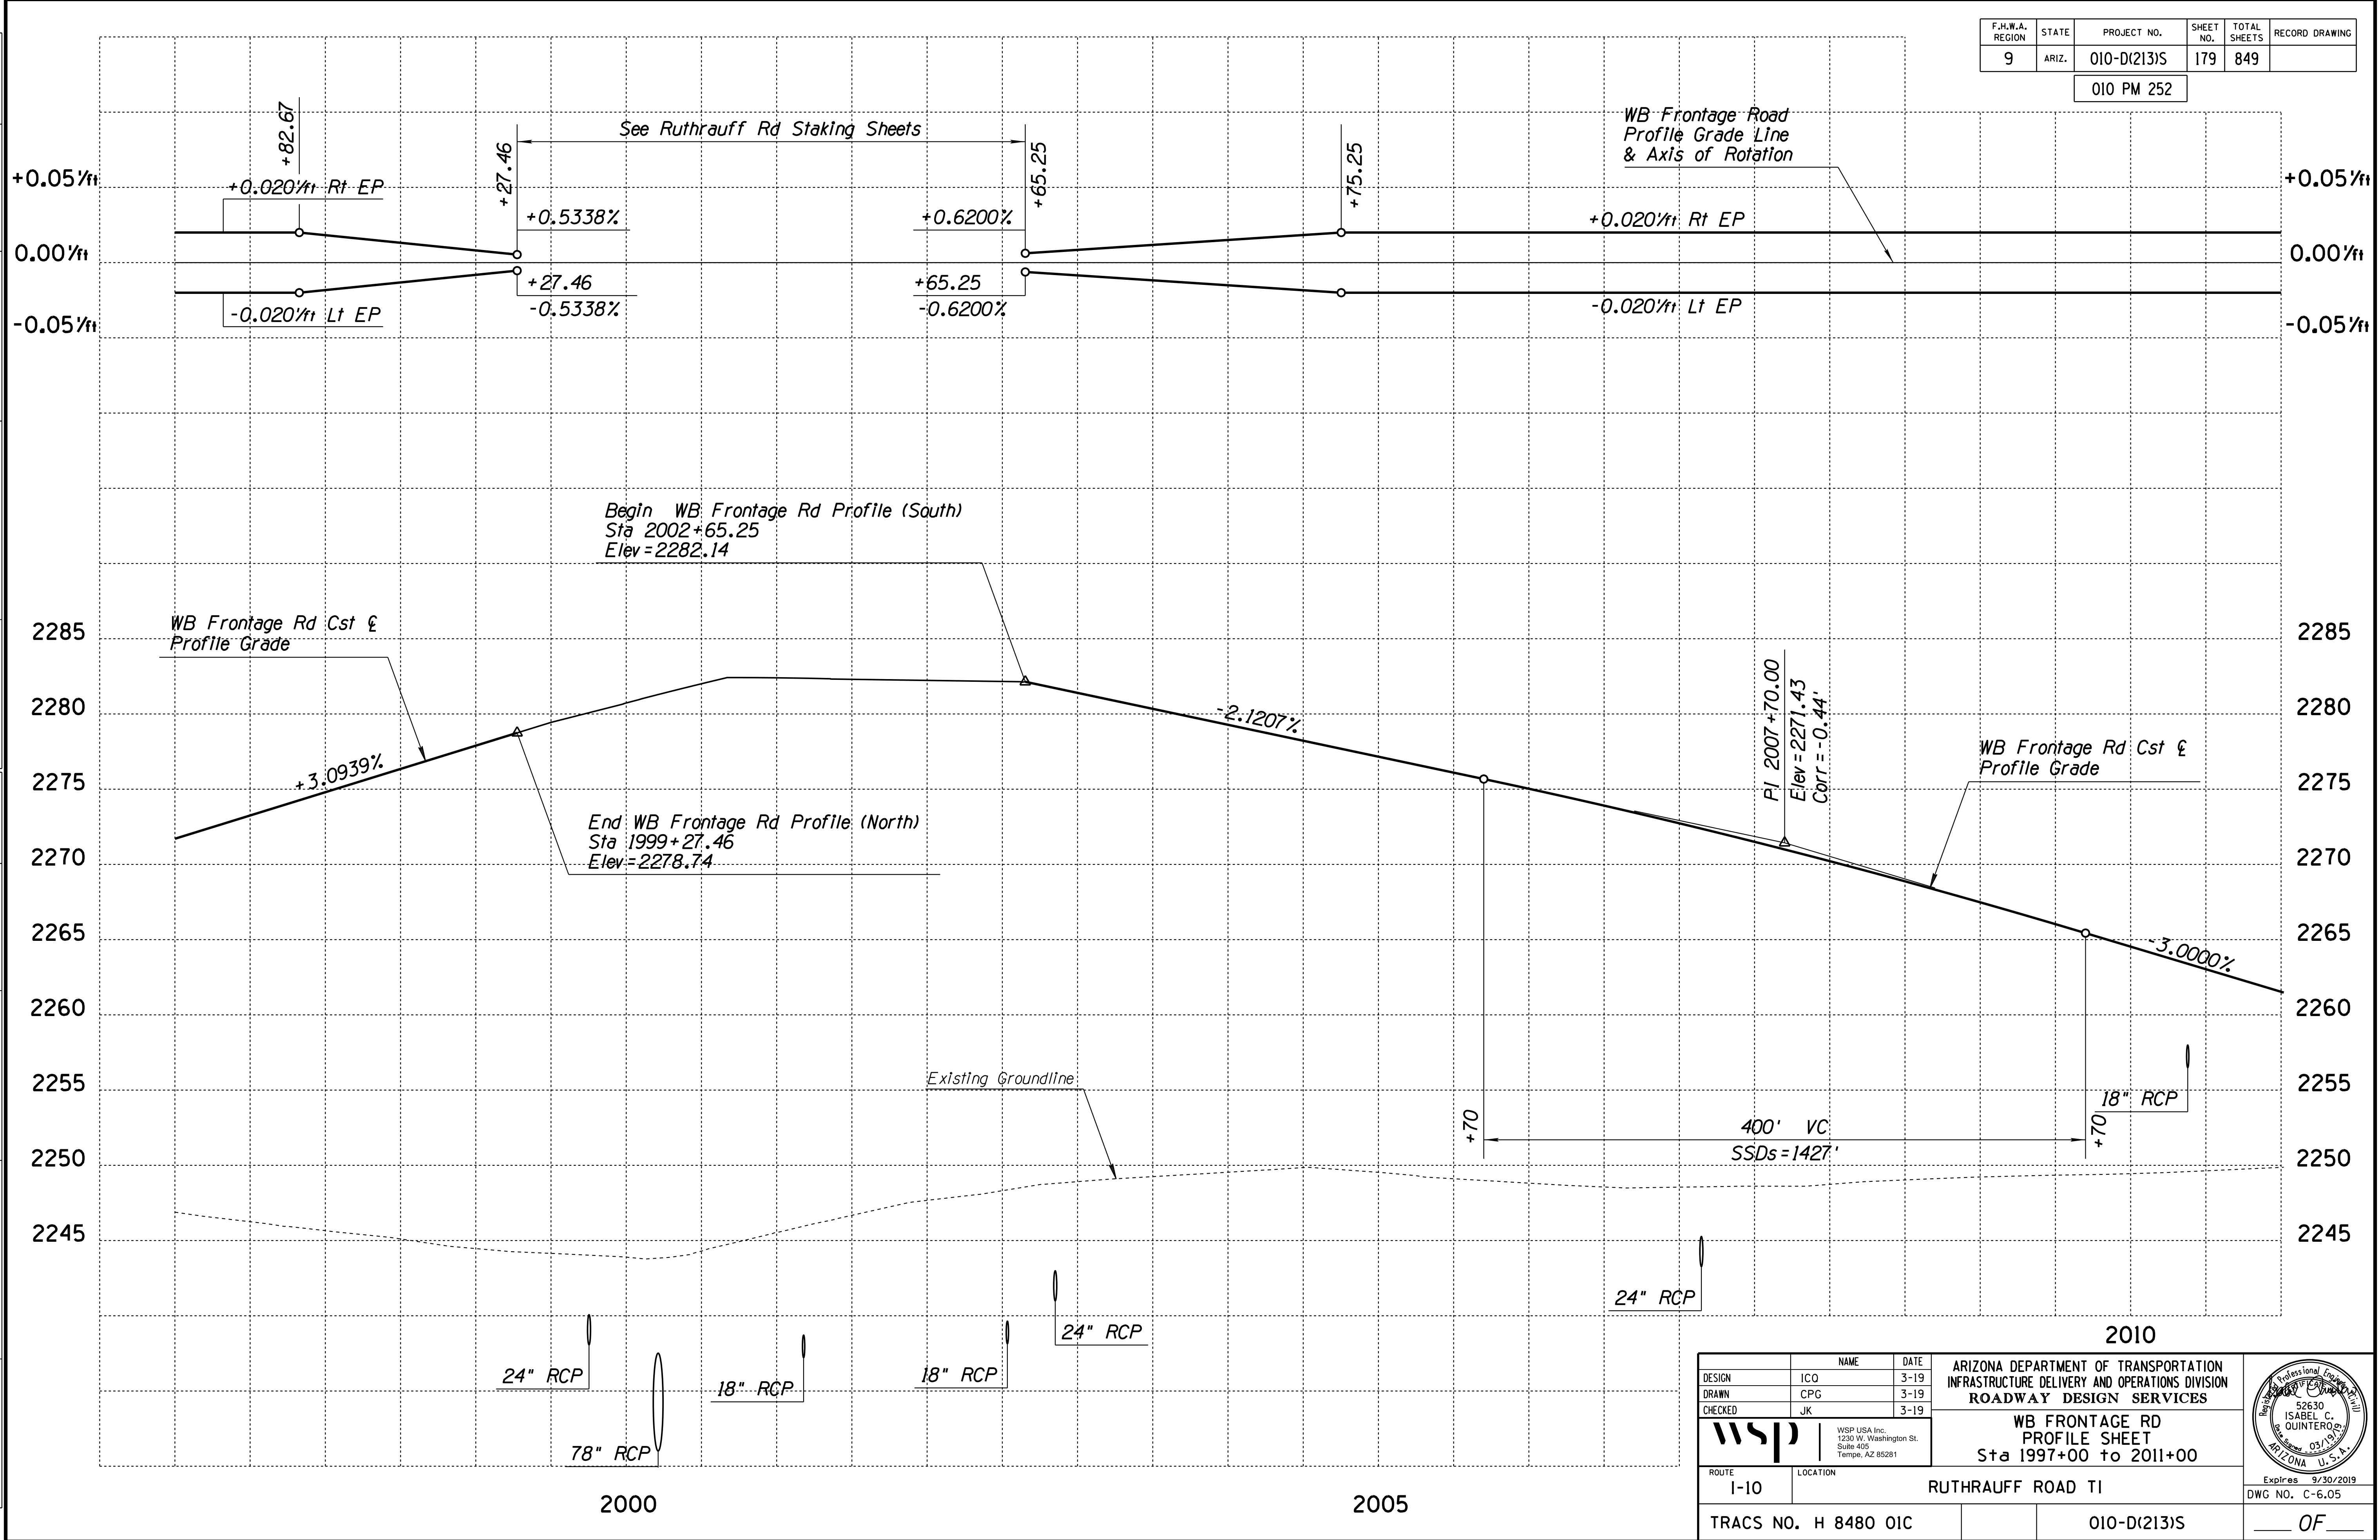 F.H.W.A. REGION STATE PROJECT NO. SHEET NO. TOTAL SHEETS RECORD DRAWING
9 ARIZ. 010-D(213)S 179 849
010 PM 252
+82.67
See Ruthrauff Rd Staking Sheets
+27.46
+65.25
+75.25
WB Frontage Road
Profile Grade Line
& Axis of Rotation
+0.05'/ft
+0.020'/ft Rt EP
+0.5338%
+0.6200%
+0.020'/ft Rt EP
+0.05'/ft
0.00'/ft
0.00'/ft
+27.46
-0.5338%
+65.25
-0.6200%
-0.020'/ft Lt EP
-0.020'/ft Lt EP
-0.05'/ft
-0.05'/ft
Begin WB Frontage Rd Profile (South)
Sta 2002+65.25
Elev=2282.14
WB Frontage Rd Cst ℄
Profile Grade
2285
2285
2280
2280
-2.1207%
PI 2007+70.00
Elev=2271.43
Corr=-0.44'
WB Frontage Rd Cst ℄
Profile Grade
+3.0939%
2275
2275
End WB Frontage Rd Profile (North)
Sta 1999+27.46
Elev=2278.74
2270
2270
2265
2265
-3.0000%
2260
2260
Existing Groundline
2255
2255
18" RCP
+70
400' VC
SSDs=1427'
+70
2250
2250
2245
2245
24" RCP
24" RCP
24" RCP
18" RCP
18" RCP
78" RCP
2000
2005
2010
NAME DATE
DESIGN ICQ 3-19
DRAWN CPG 3-19
CHECKED JK 3-19
ARIZONA DEPARTMENT OF TRANSPORTATION
INFRASTRUCTURE DELIVERY AND OPERATIONS DIVISION
ROADWAY DESIGN SERVICES
wsp
WSP USA Inc.
1230 W. Washington St.
Suite 405
Tempe, AZ 85281
WB FRONTAGE RD
PROFILE SHEET
Sta 1997+00 to 2011+00
Registered Professional Engineer (Civil)
52630
ISABEL C.
QUINTERO
Date Signed 03/19/19
ARIZONA U.S.A.
Expires 9/30/2019
ROUTE
I-10
LOCATION
RUTHRAUFF ROAD TI
DWG NO. C-6.05
TRACS NO. H 8480 01C
010-D(213)S
OF